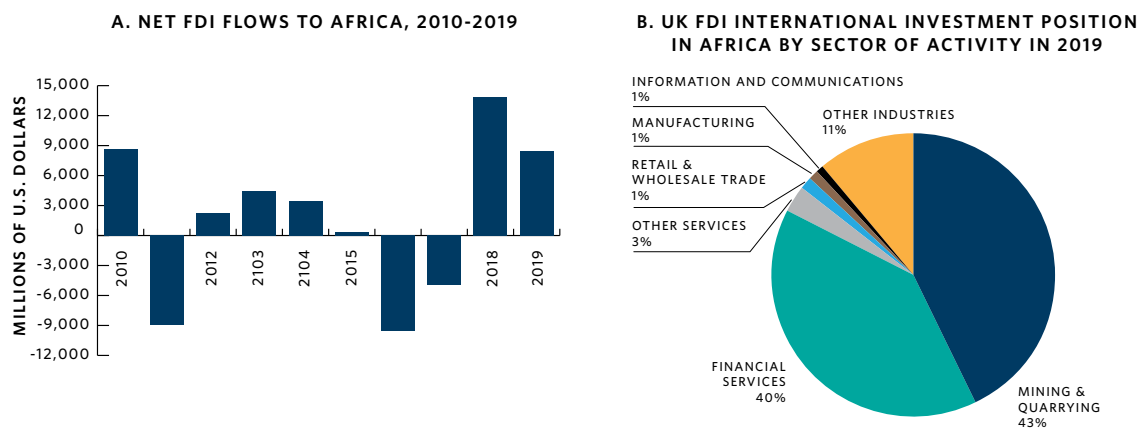 A. NET FDI FLOWS TO AFRICA, 2010-2019
MILLIONS OF U.S. DOLLARS
15,000
12,000
9,000
6,000
3,000
0
-3,000
-6,000
-9,000
-12,000
2010
2012
2103
2104
2015
2018
2019
B. UK FDI INTERNATIONAL INVESTMENT POSITION
IN AFRICA BY SECTOR OF ACTIVITY IN 2019
INFORMATION AND COMMUNICATIONS
1%
MANUFACTURING
1%
RETAIL &
WHOLESALE TRADE
1%
OTHER SERVICES
3%
OTHER INDUSTRIES
11%
FINANCIAL
SERVICES
40%
MINING &
QUARRYING
43%